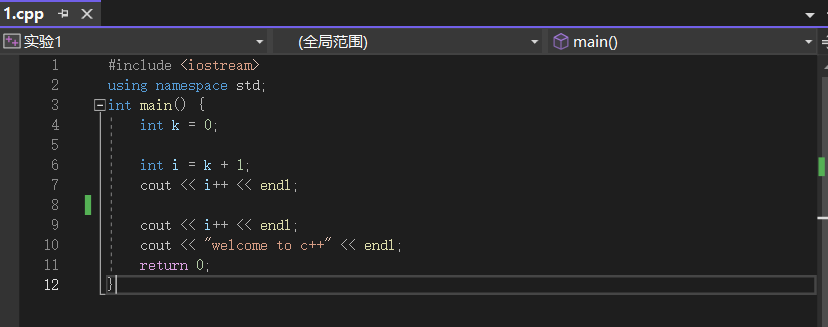 1.cpp
实验1 (全局范围) main()
1 #include <iostream>
2 using namespace std;
3 int main() {
4 int k = 0;
5
6 int i = k + 1;
7 cout << i++ << endl;
8
9 cout << i++ << endl;
10 cout << "welcome to c++" << endl;
11 return 0;
12 }